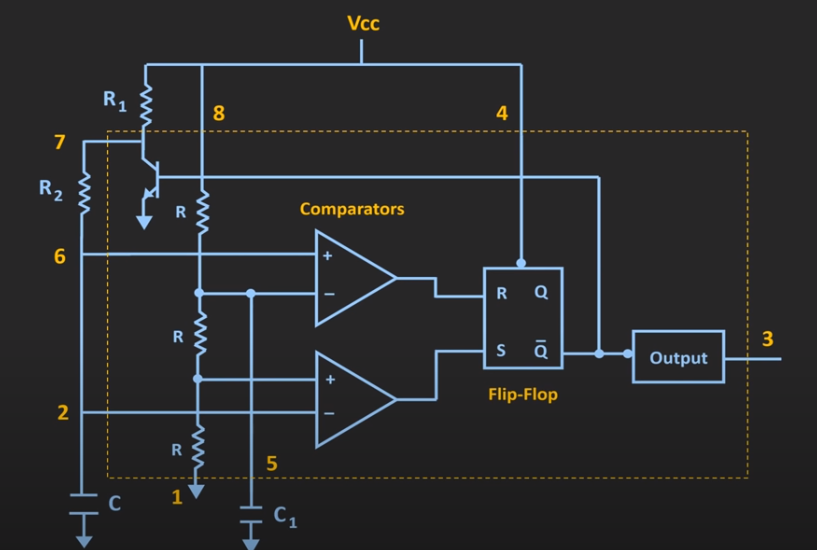 Vcc
R1
8
4
7
R2
R
Comparators
6
+
−
R Q
R
S Q̅
Output
3
+
2
−
Flip-Flop
R
5
1
C
C1